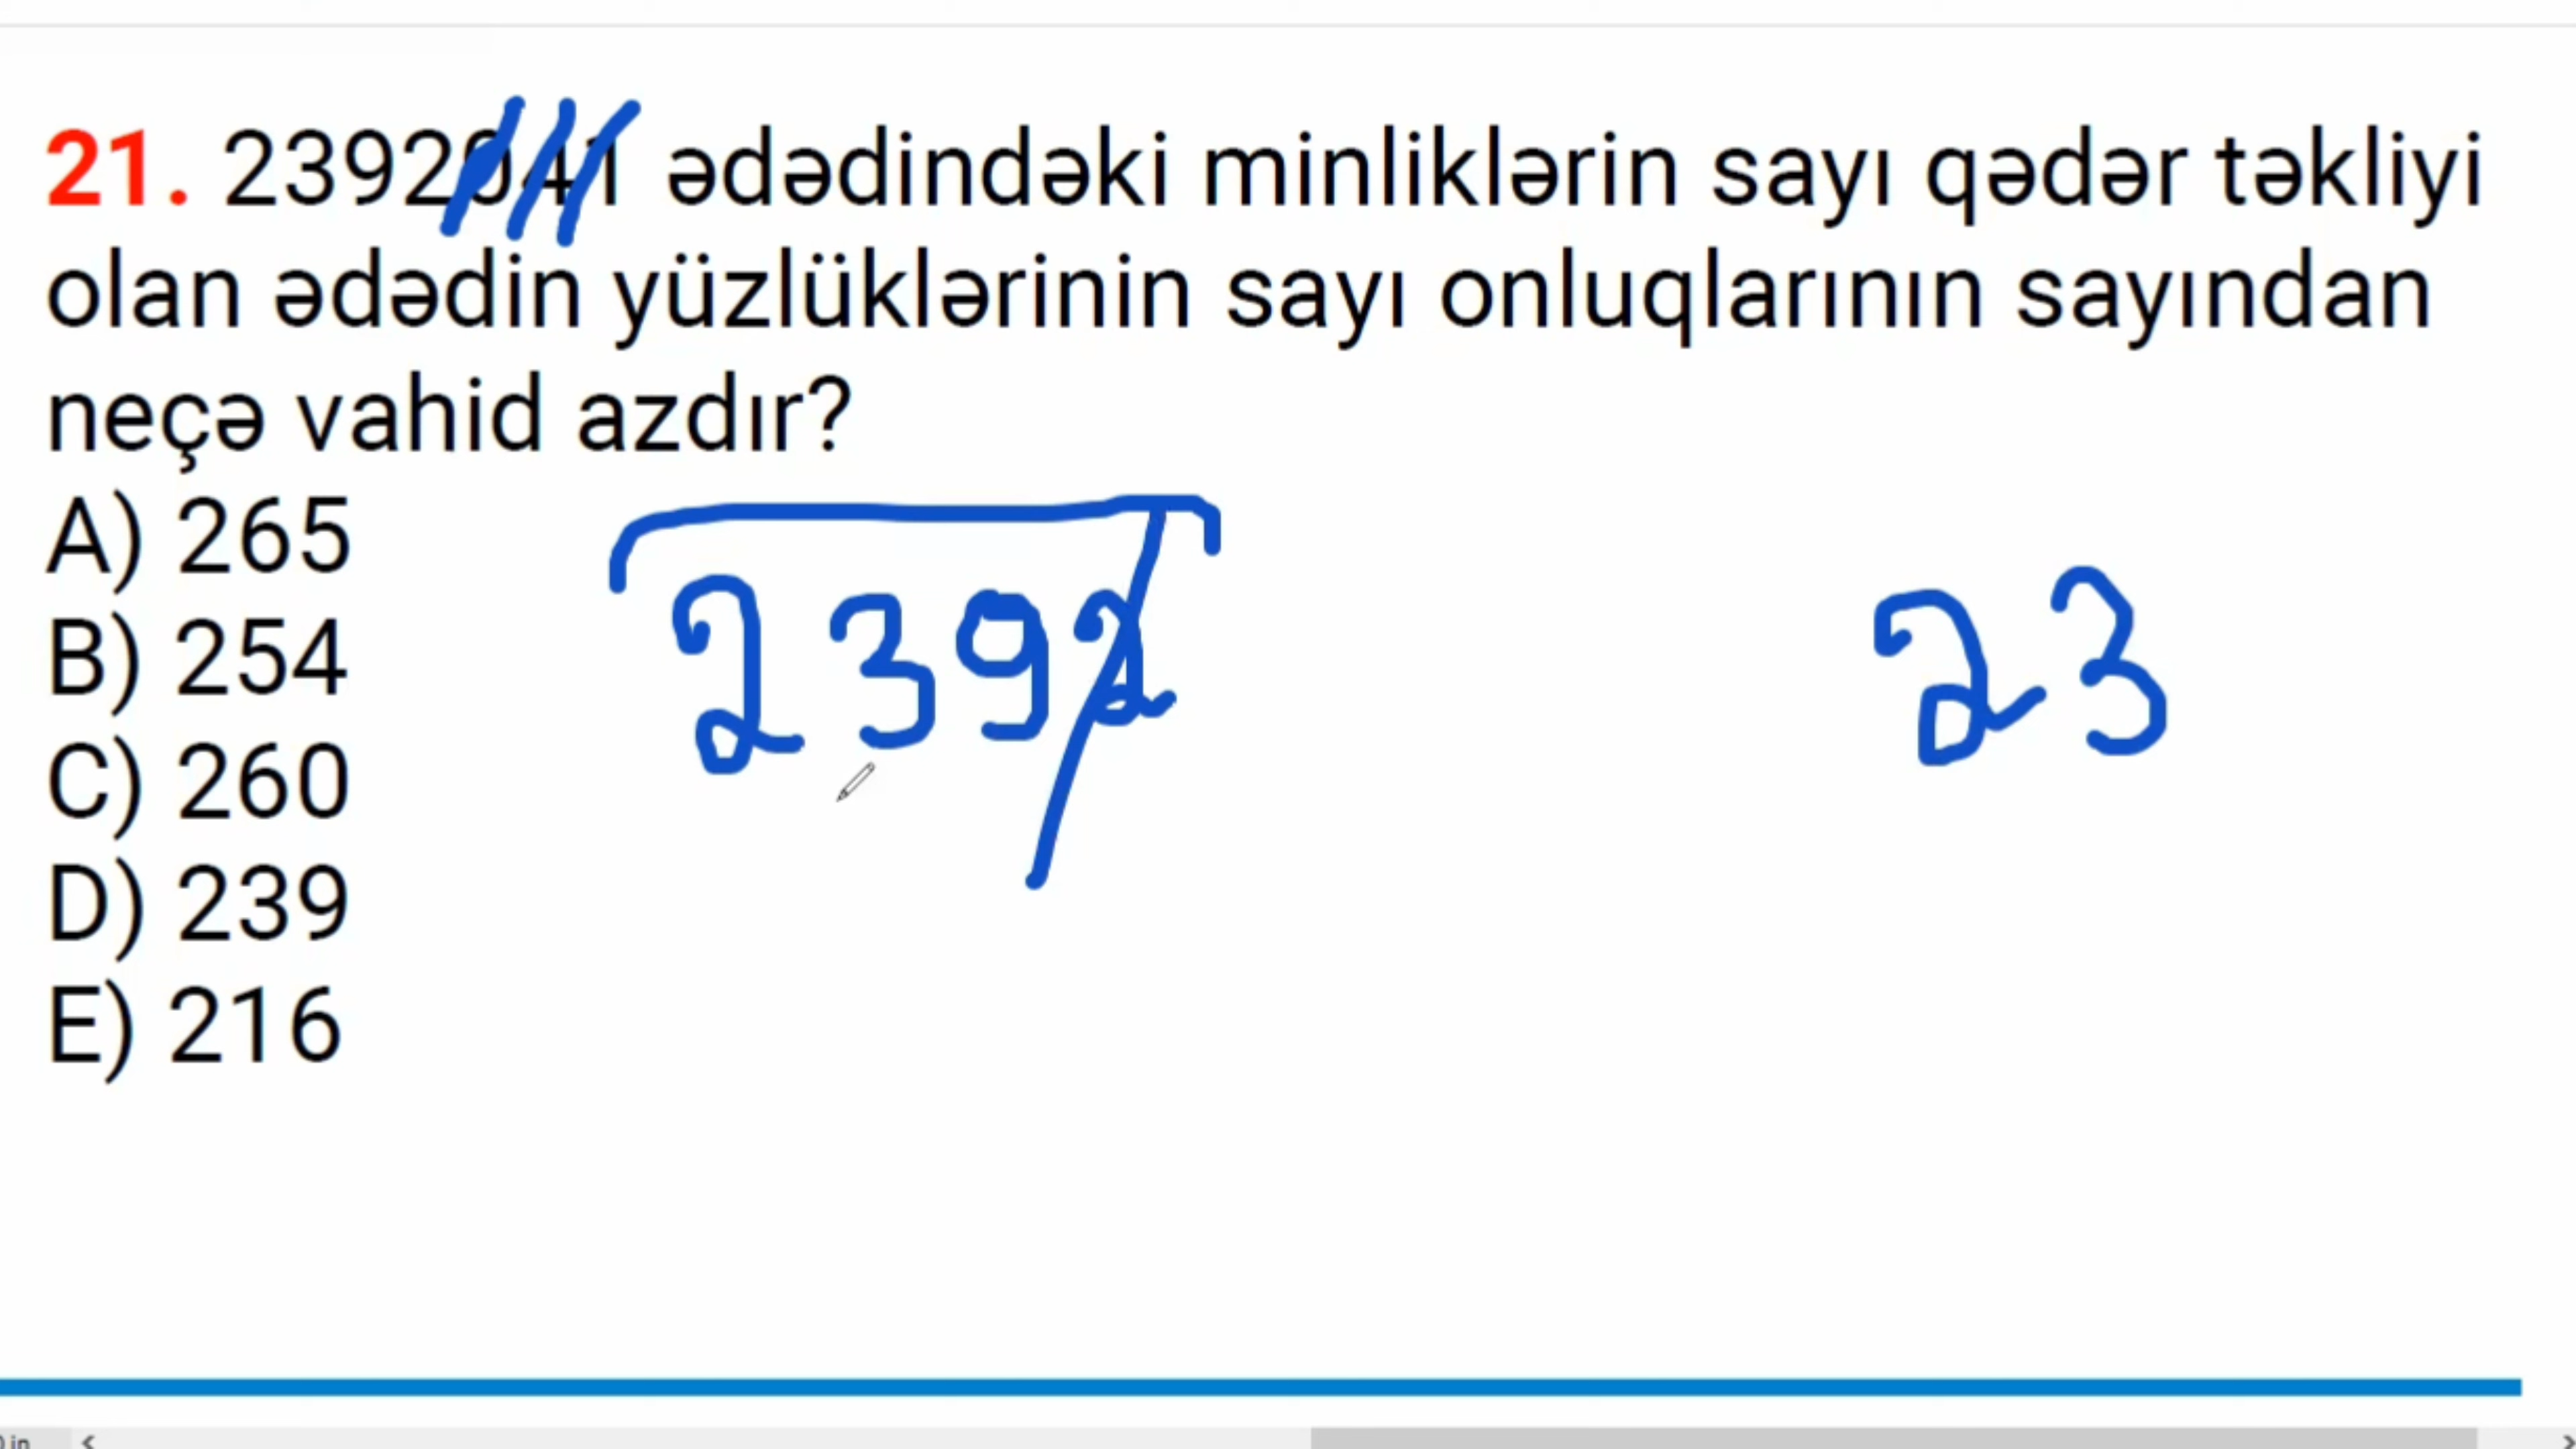 21. 2392041 ədədindəki minliklərin sayı qədər təkliyi
olan ədədin yüzlüklərinin sayı onluqlarının sayından
neçə vahid azdır?
A) 265
B) 254
C) 260
D) 239
E) 216
2392
23